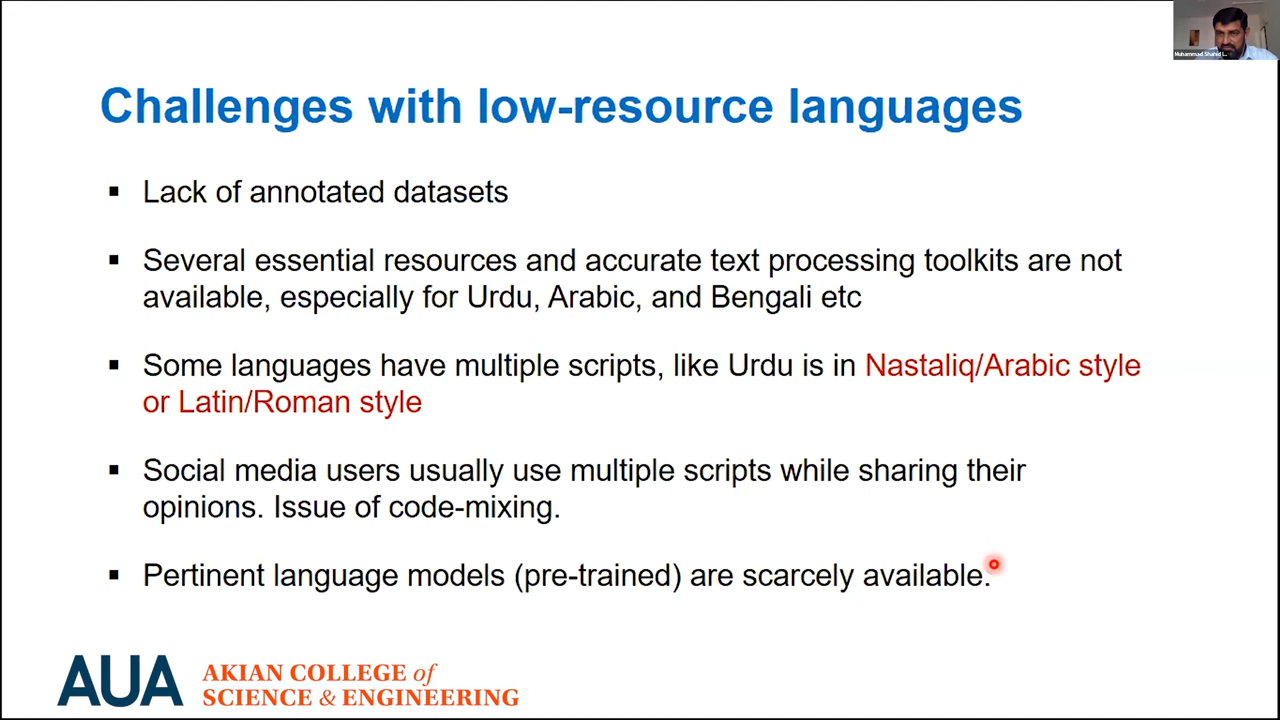 Muhammad Shahid I...
Challenges with low-resource languages
▪ Lack of annotated datasets
▪ Several essential resources and accurate text processing toolkits are not
available, especially for Urdu, Arabic, and Bengali etc
▪ Some languages have multiple scripts, like Urdu is in Nastaliq/Arabic style
or Latin/Roman style
▪ Social media users usually use multiple scripts while sharing their
opinions. Issue of code-mixing.
▪ Pertinent language models (pre-trained) are scarcely available.
AUA
AKIAN COLLEGE of
SCIENCE & ENGINEERING